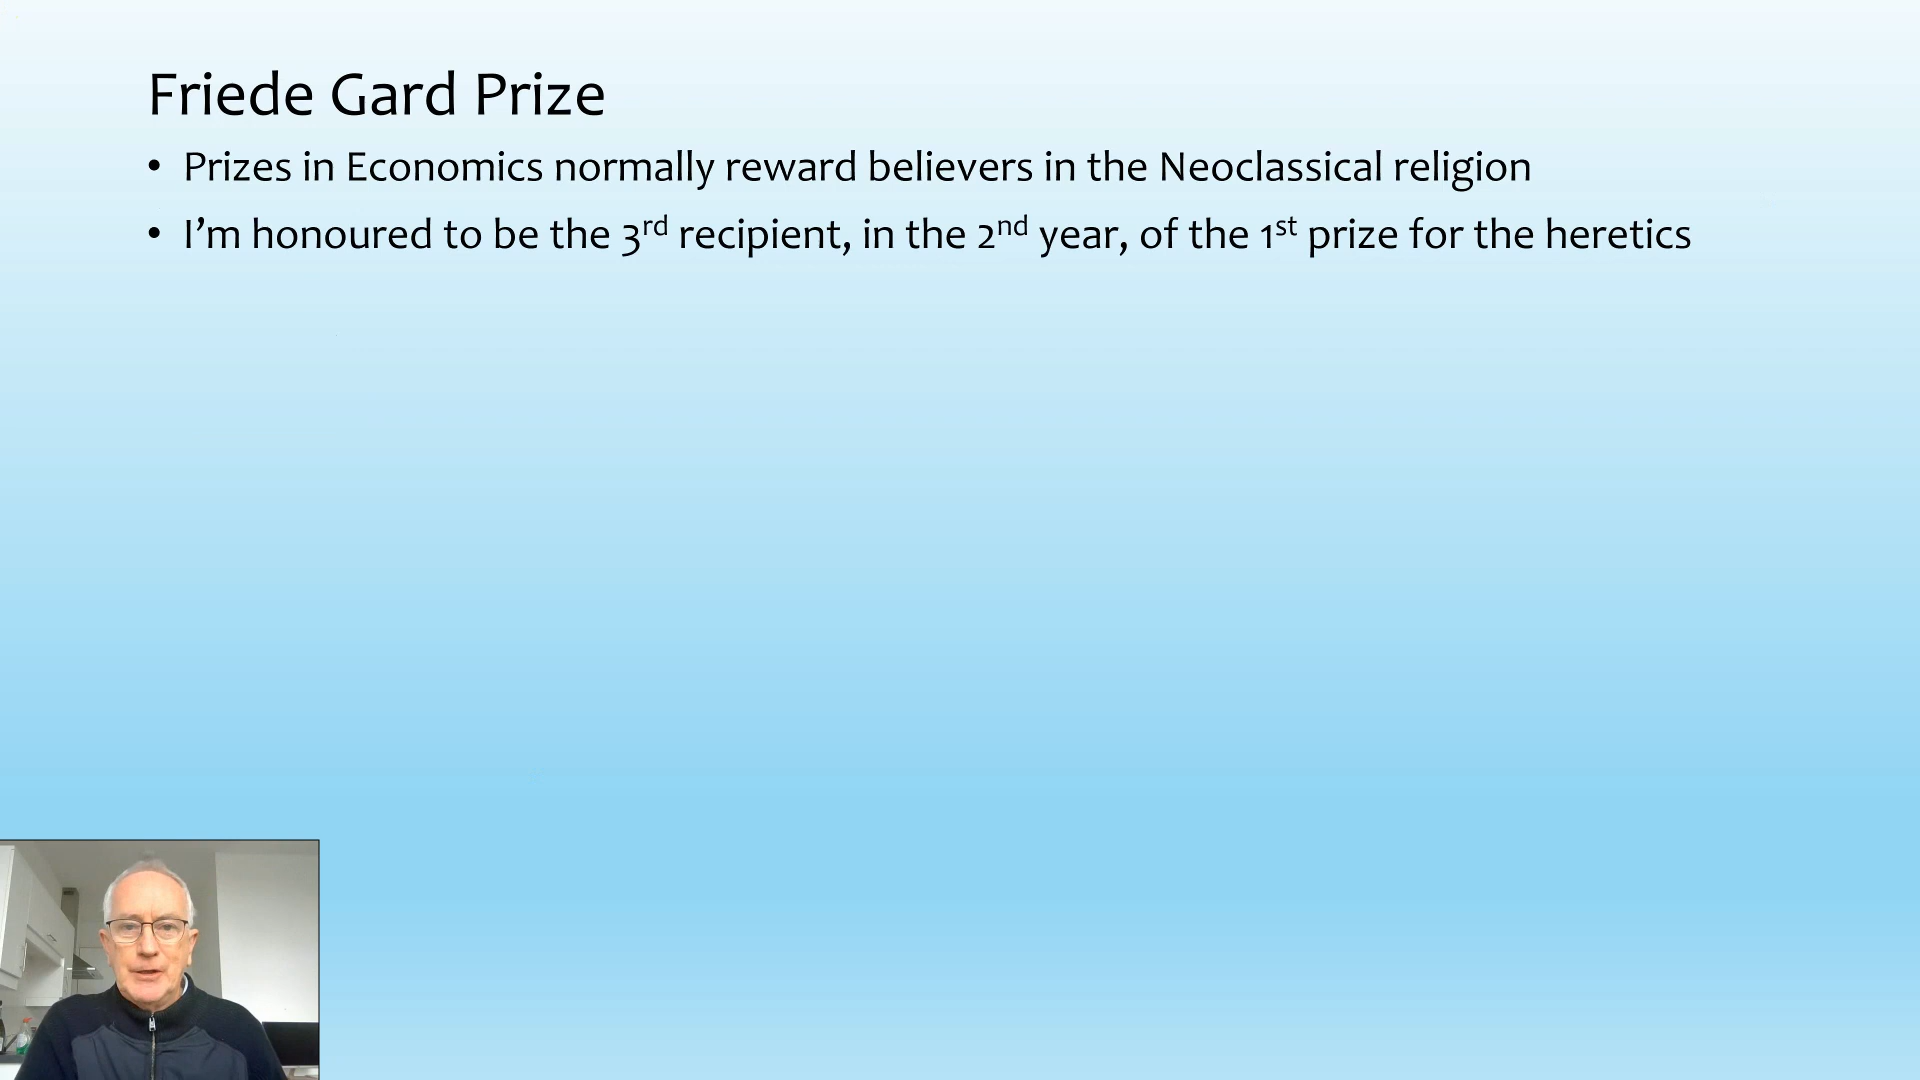 Friede Gard Prize
• Prizes in Economics normally reward believers in the Neoclassical religion
• I’m honoured to be the 3rd recipient, in the 2nd year, of the 1st prize for the heretics